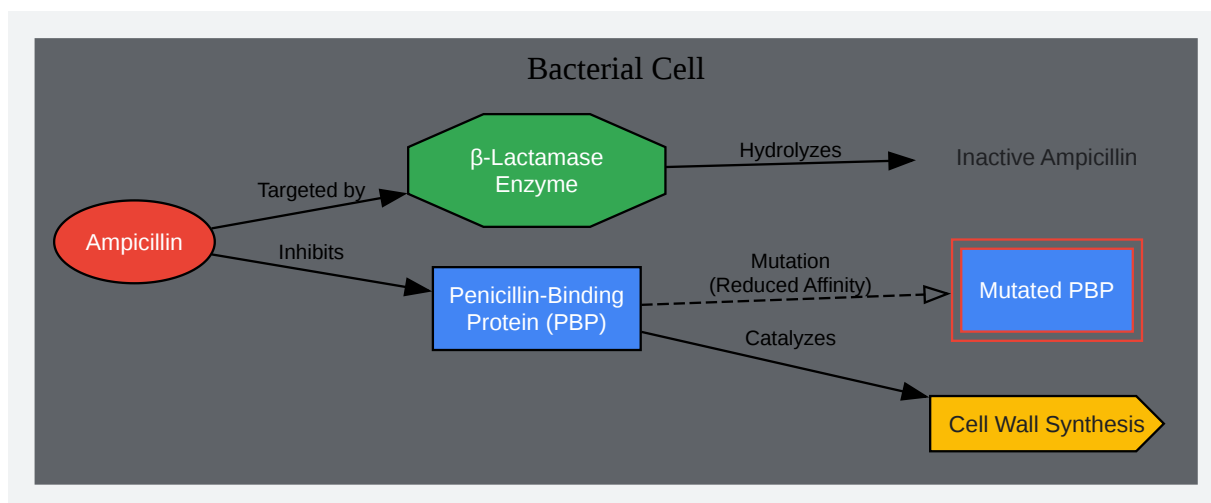 Bacterial Cell
β-Lactamase
Enzyme
Hydrolyzes
Inactive Ampicillin
Targeted by
Ampicillin
Inhibits
Penicillin-Binding
Protein (PBP)
Mutation
(Reduced Affinity)
Mutated PBP
Catalyzes
Cell Wall Synthesis